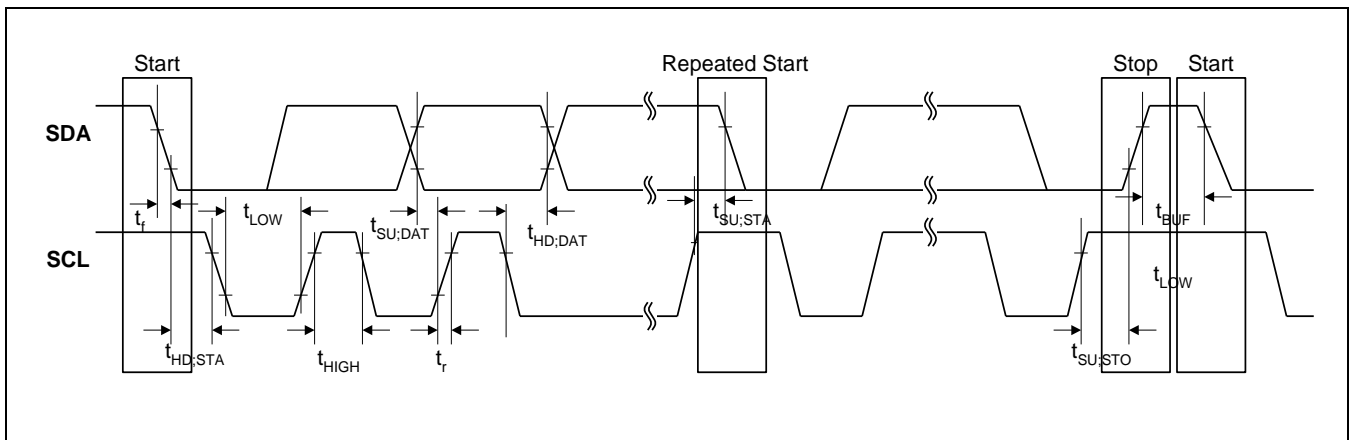 Start Repeated Start Stop Start
SDA
t_f t_LOW t_SU;DAT t_HD;DAT t_SU;STA t_BUF
SCL
t_LOW
t_HD;STA t_HIGH t_r t_SU;STO